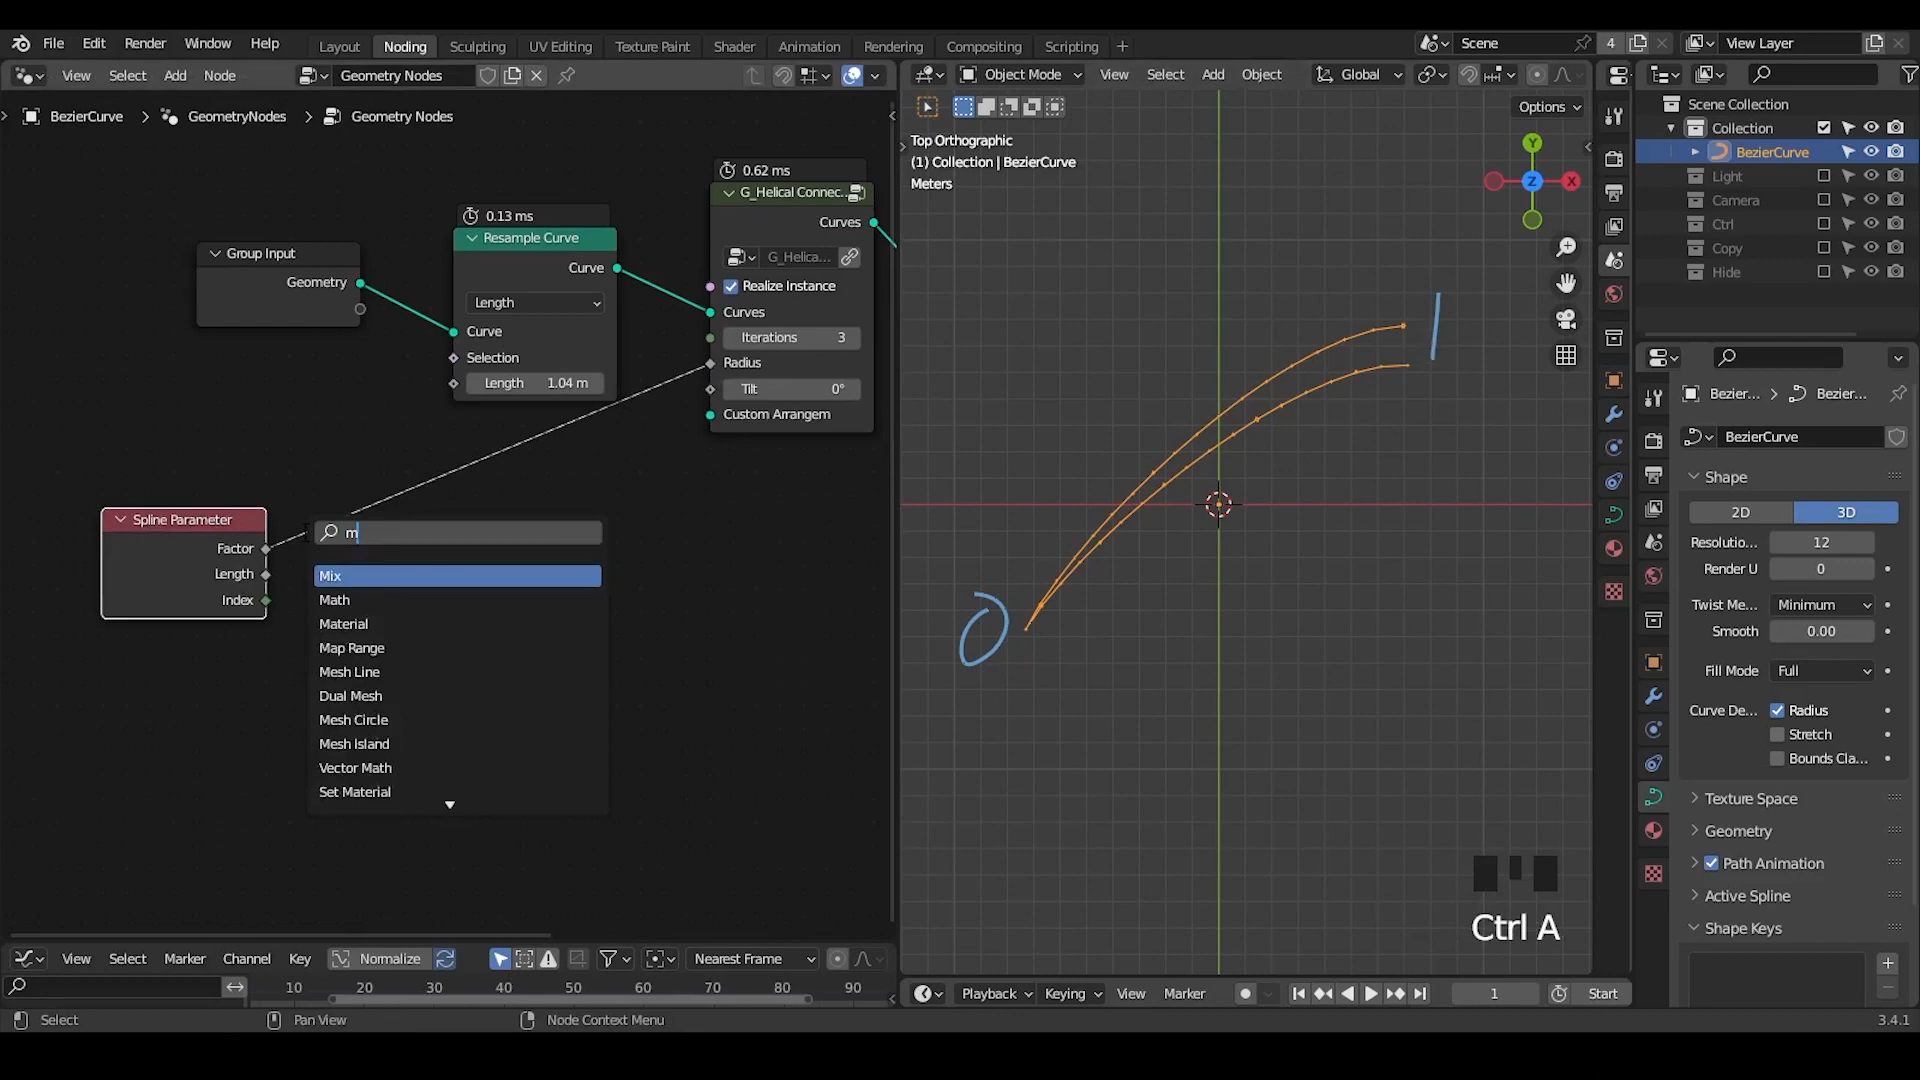 File Edit Render Window Help Layout Noding Sculpting UV Editing Texture Paint Shader Animation Rendering Compositing Scripting Scene 4 View Layer
View Select Add Node Geometry Nodes Object Mode View Select Add Object Global
BezierCurve GeometryNodes Geometry Nodes
Options
Top Orthographic
(1) Collection | BezierCurve
Meters
Y
Z
X
0.62 ms
G_Helical Connec...
Curves
G_Helica...
Realize Instance
Curves
Iterations 3
Radius
Tilt 0°
Custom Arrangem
0.13 ms
Resample Curve
Curve
Length
Curve
Selection
Length 1.04 m
Group Input
Geometry
Spline Parameter
Factor
Length
Index
m
Mix
Math
Material
Map Range
Mesh Line
Dual Mesh
Mesh Circle
Mesh Island
Vector Math
Set Material
0
1
Ctrl A
Scene Collection
Collection
BezierCurve
Light
Camera
Ctrl
Copy
Hide
Bezier... Bezier...
BezierCurve
Shape
2D 3D
Resolutio... 12
Render U 0
Twist Me... Minimum
Smooth 0.00
Fill Mode Full
Curve De... Radius
Stretch
Bounds Cla...
Texture Space
Geometry
Path Animation
Active Spline
Shape Keys
View Select Marker Channel Key Normalize Nearest Frame
10 20 30 40 50 60 70 80 90
Playback Keying View Marker 1 Start
Select Pan View Node Context Menu 3.4.1